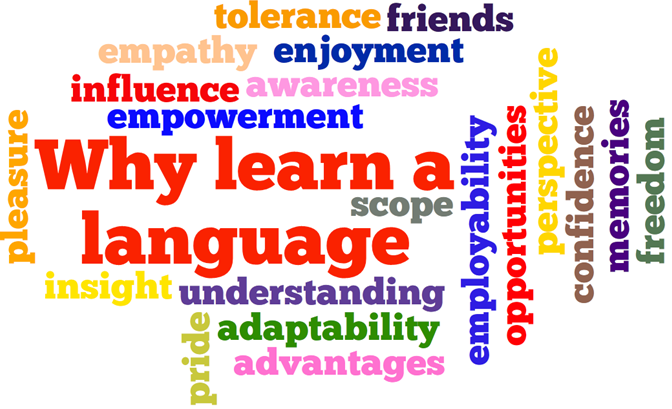 tolerance
friends
empathy
enjoyment
influence
awareness
empowerment
pleasure
Why learn a
scope
language
insight
understanding
pride
adaptability
advantages
employability
opportunities
perspective
confidence
memories
freedom